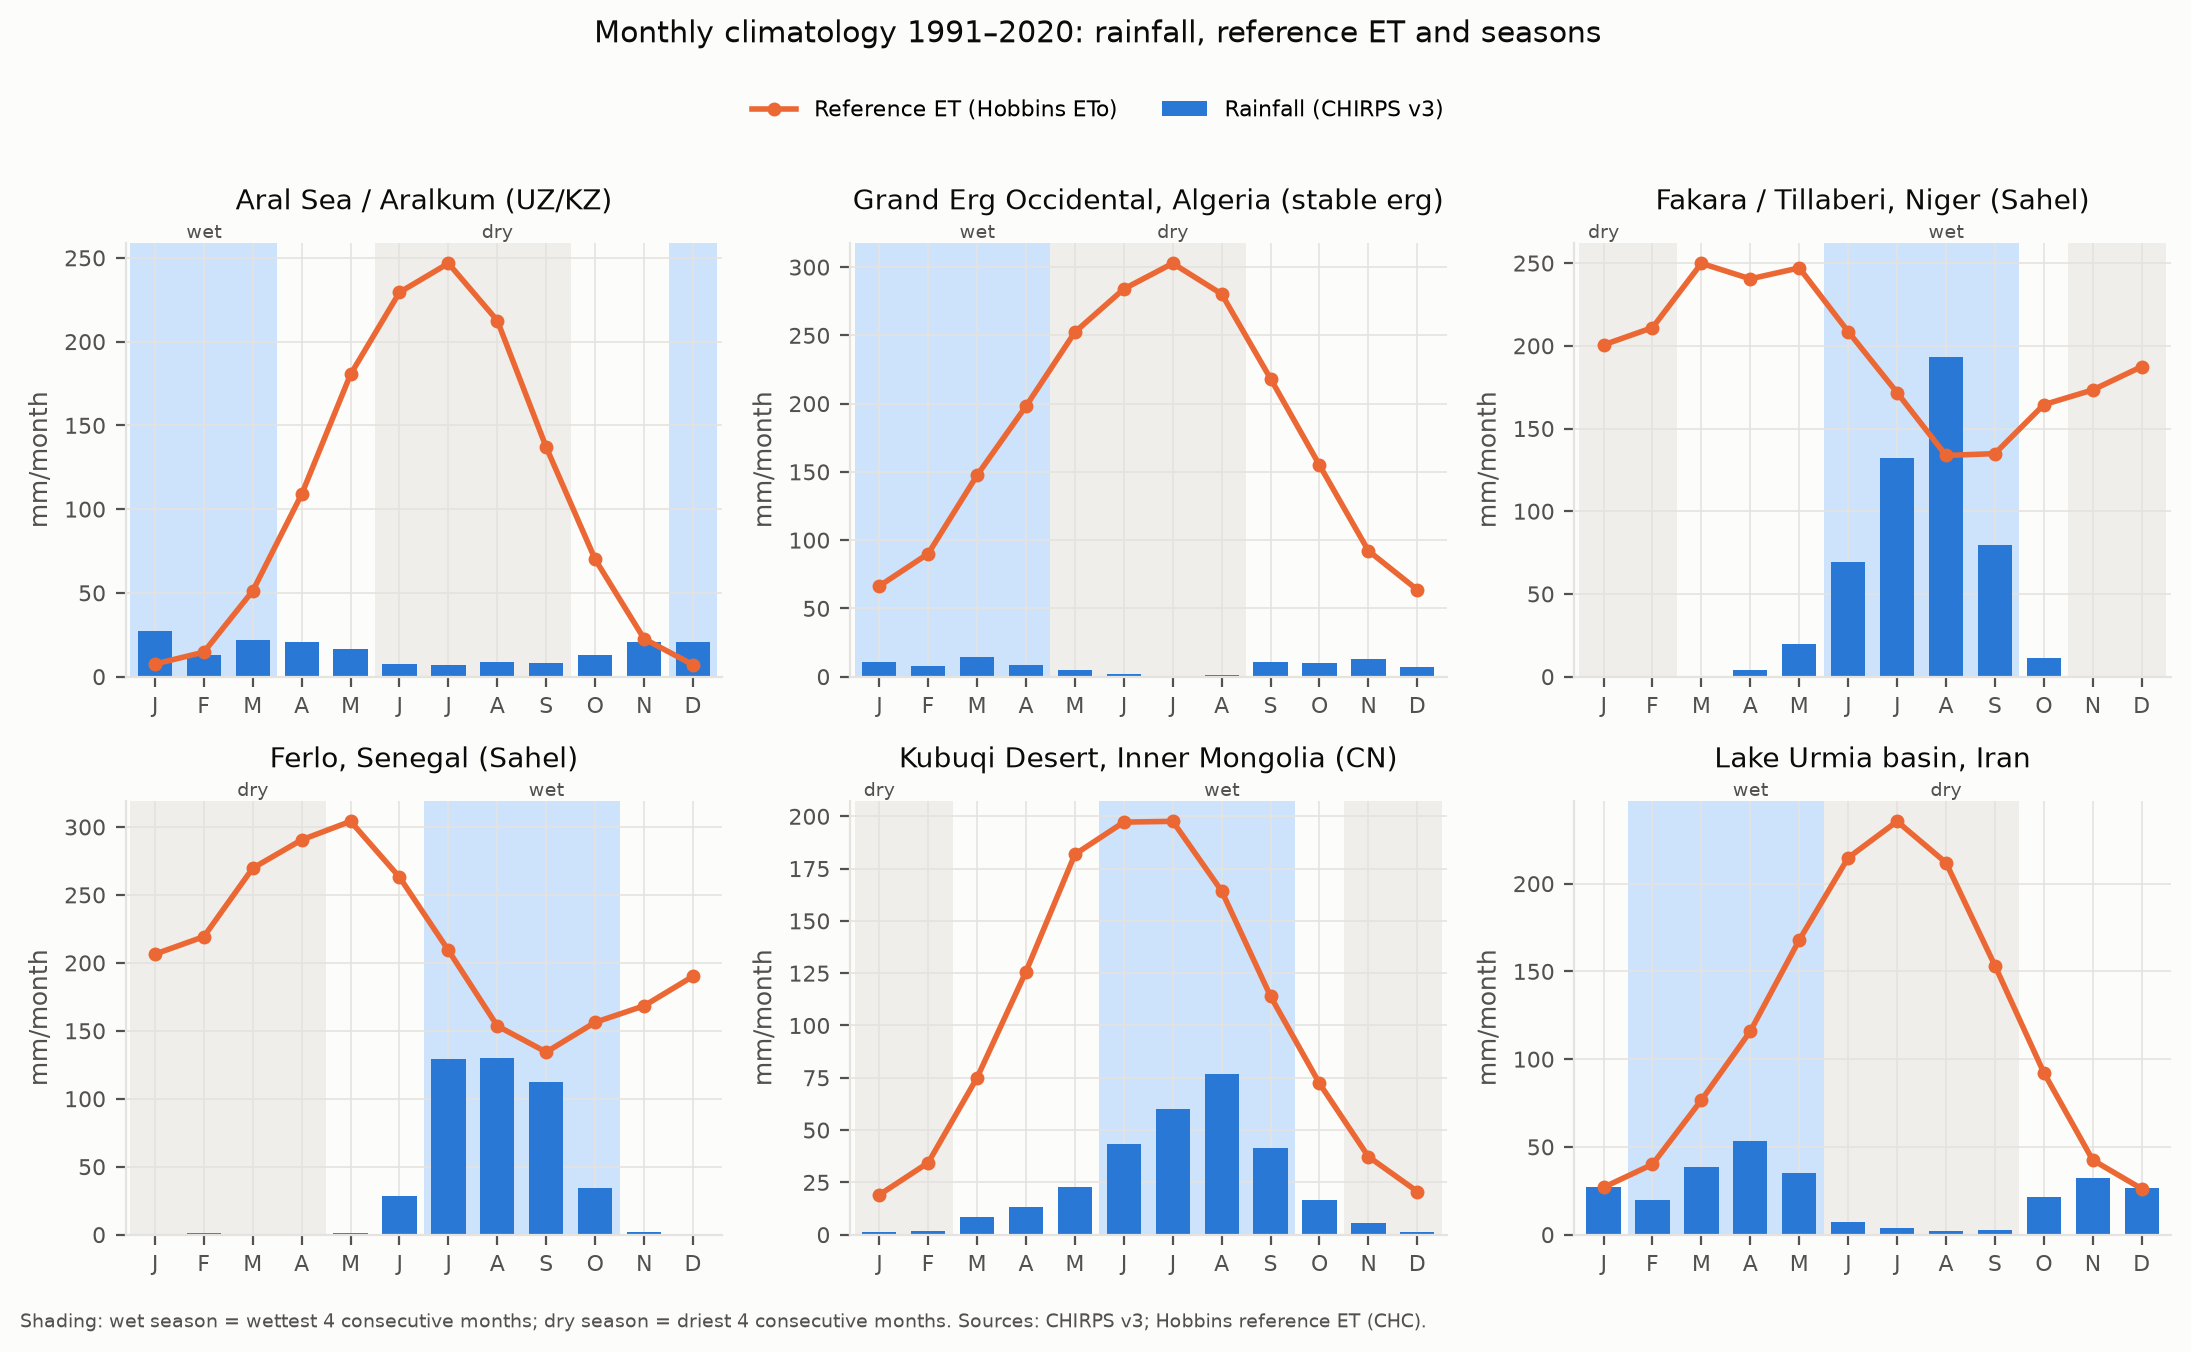 Monthly climatology 1991–2020: rainfall, reference ET and seasons
Reference ET (Hobbins ETo) Rainfall (CHIRPS v3)
Aral Sea / Aralkum (UZ/KZ)
wet dry
mm/month
250
200
150
100
50
0
J F M A M J J A S O N D
Grand Erg Occidental, Algeria (stable erg)
wet dry
mm/month
300
250
200
150
100
50
0
J F M A M J J A S O N D
Fakara / Tillaberi, Niger (Sahel)
dry wet
mm/month
250
200
150
100
50
0
J F M A M J J A S O N D
Ferlo, Senegal (Sahel)
dry wet
mm/month
300
250
200
150
100
50
0
J F M A M J J A S O N D
Kubuqi Desert, Inner Mongolia (CN)
dry wet
mm/month
200
175
150
125
100
75
50
25
0
J F M A M J J A S O N D
Lake Urmia basin, Iran
wet dry
mm/month
200
150
100
50
0
J F M A M J J A S O N D
Shading: wet season = wettest 4 consecutive months; dry season = driest 4 consecutive months. Sources: CHIRPS v3; Hobbins reference ET (CHC).